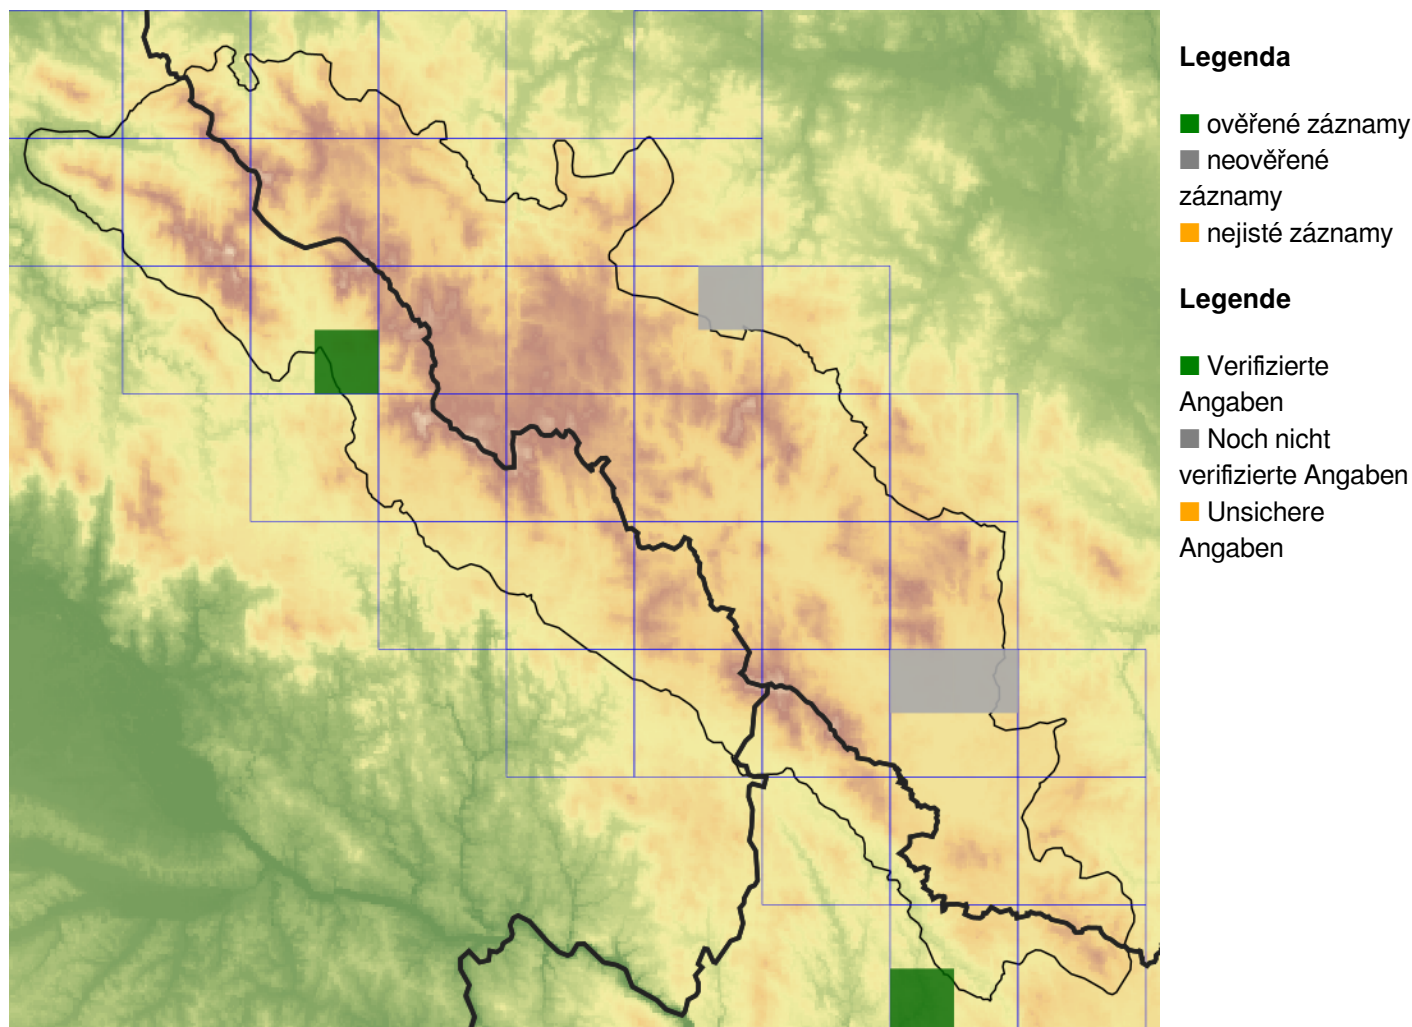 Legenda
ověřené záznamy
neověřené
záznamy
nejisté záznamy
Legende
Verifizierte
Angaben
Noch nicht
verifizierte Angaben
Unsichere
Angaben